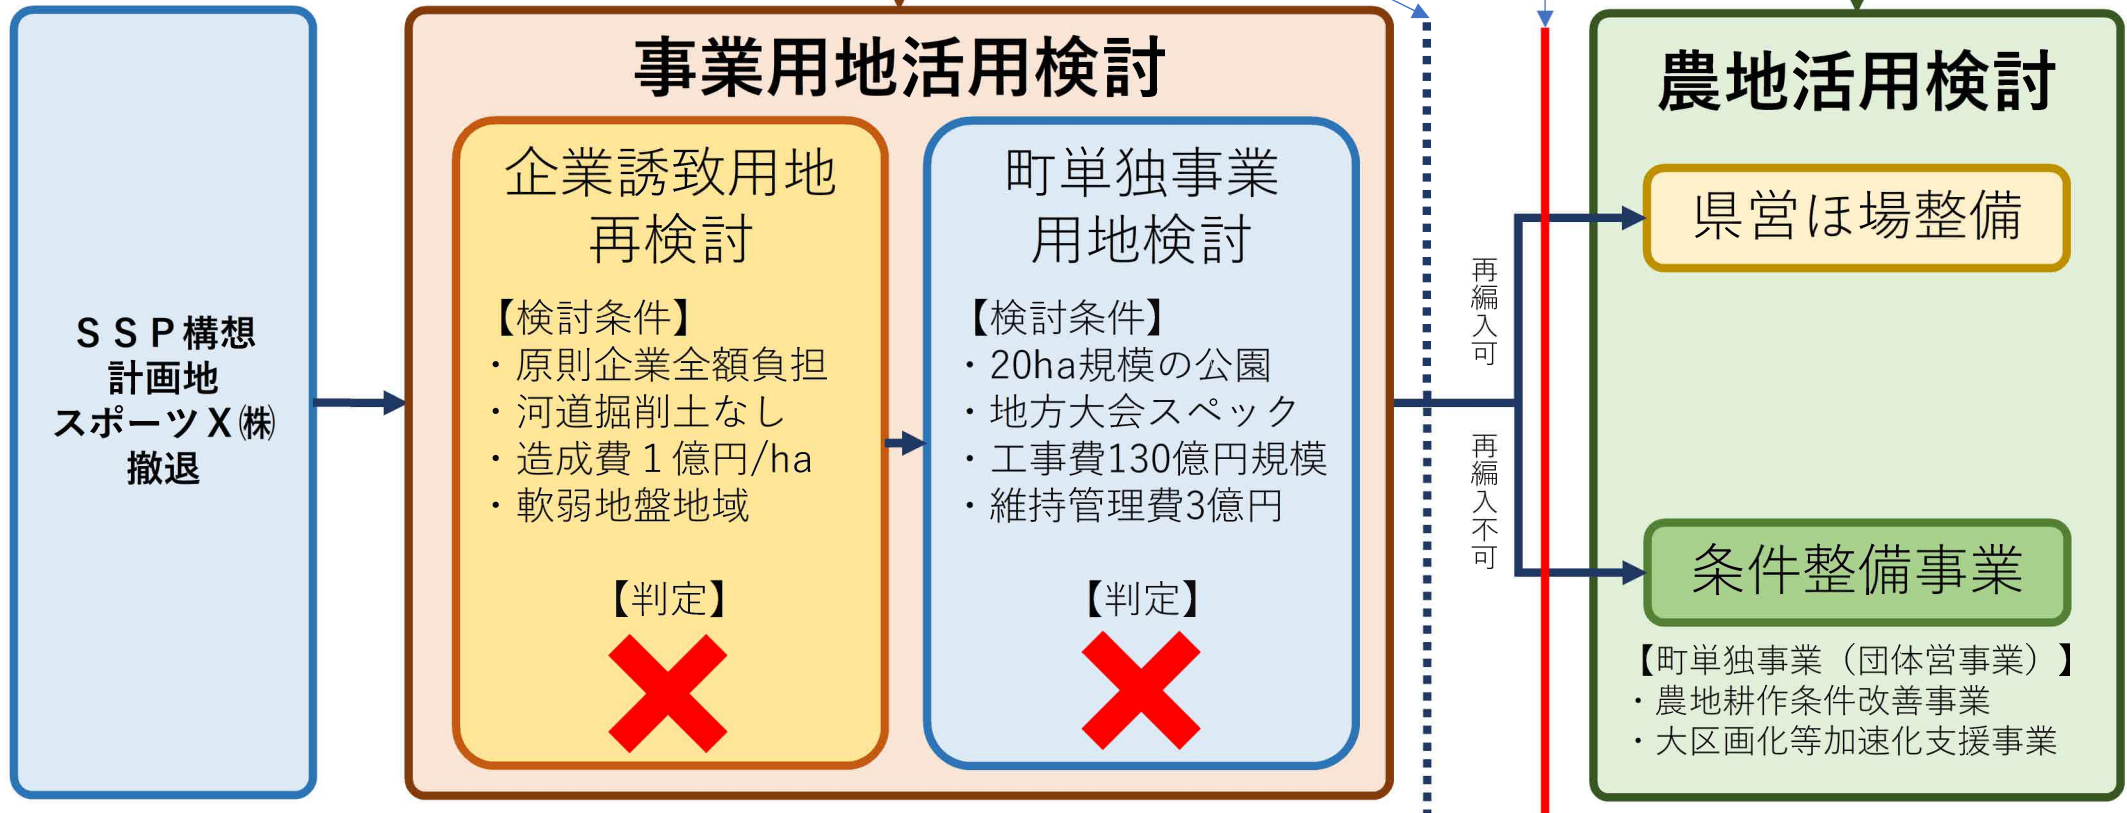 ＳＳＰ構想
計画地
スポーツＸ㈱
撤退
事業用地活用検討
企業誘致用地
再検討
【検討条件】
・原則企業全額負担
・河道掘削土なし
・造成費１億円/ha
・軟弱地盤地域
【判定】
町単独事業
用地検討
【検討条件】
・20ha規模の公園
・地方大会スペック
・工事費130億円規模
・維持管理費3億円
【判定】
再編入可
再編入不可
農地活用検討
県営ほ場整備
条件整備事業
【町単独事業（団体営事業）】
・農地耕作条件改善事業
・大区画化等加速化支援事業